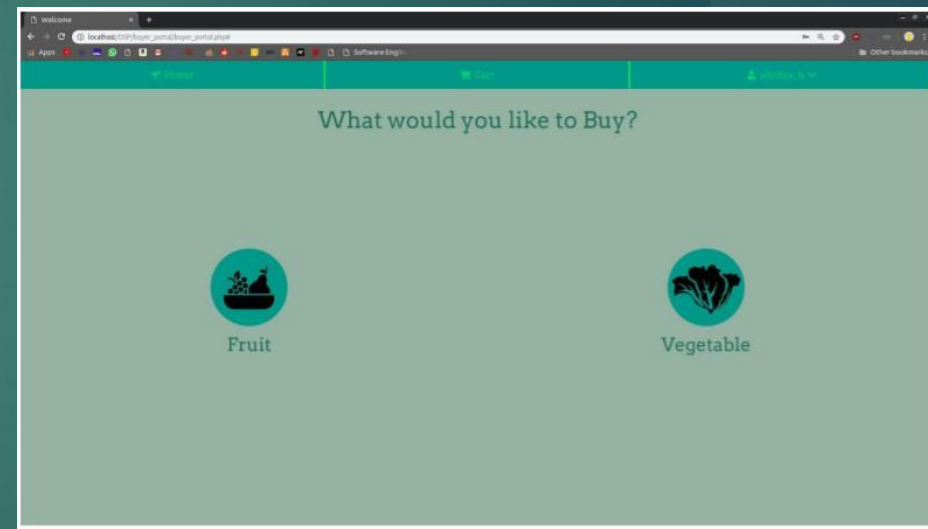 Welcome
localhost/OSP/buyer_portal/buyer_portal.php#
Apps
Software Engi
Other bookmarks
Home
Cart
What would you like to Buy?
Fruit
Vegetable